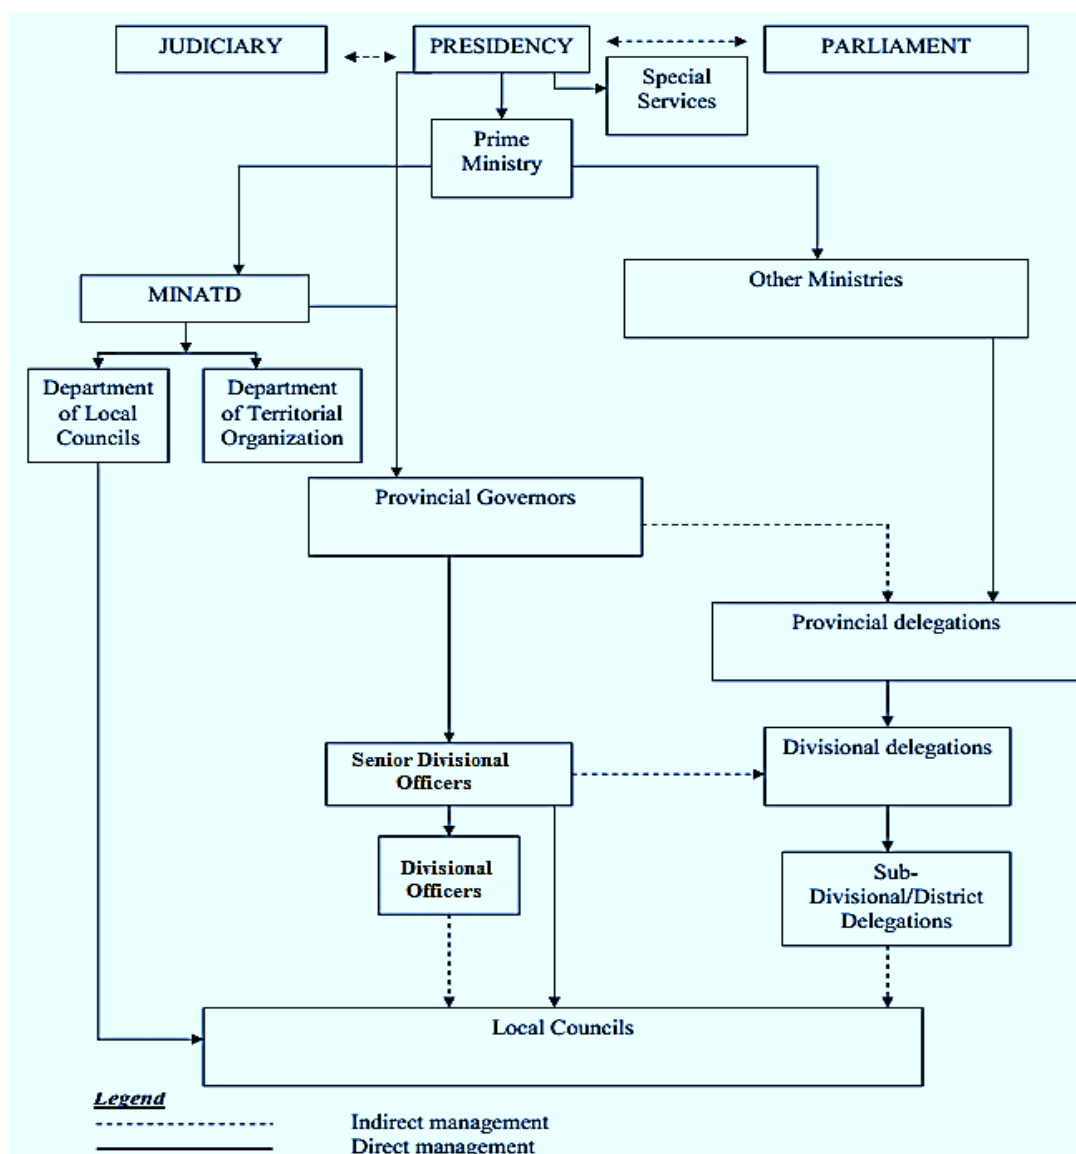 JUDICIARY
PRESIDENCY
PARLIAMENT
Special
Services
Prime
Ministry
MINATD
Other Ministries
Department
of Local
Councils
Department
of Territorial
Organization
Provincial Governors
Provincial delegations
Senior Divisional
Officers
Divisional delegations
Divisional
Officers
Sub-
Divisional/District
Delegations
Local Councils
Legend
Indirect management
Direct management